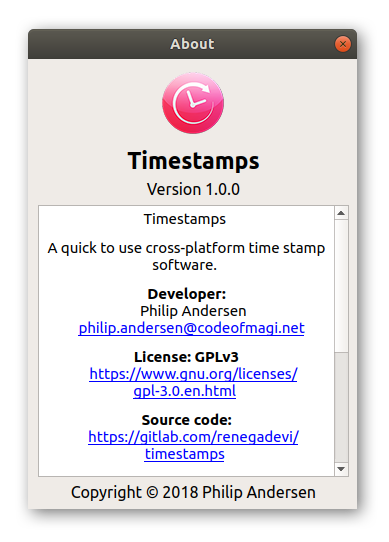 About
Timestamps
Version 1.0.0
Timestamps
A quick to use cross-platform time stamp
software.
Developer:
Philip Andersen
philip.andersen@codeofmagi.net
License: GPLv3
https://www.gnu.org/licenses/
gpl-3.0.en.html
Source code:
https://gitlab.com/renegadevi/
timestamps
Copyright © 2018 Philip Andersen